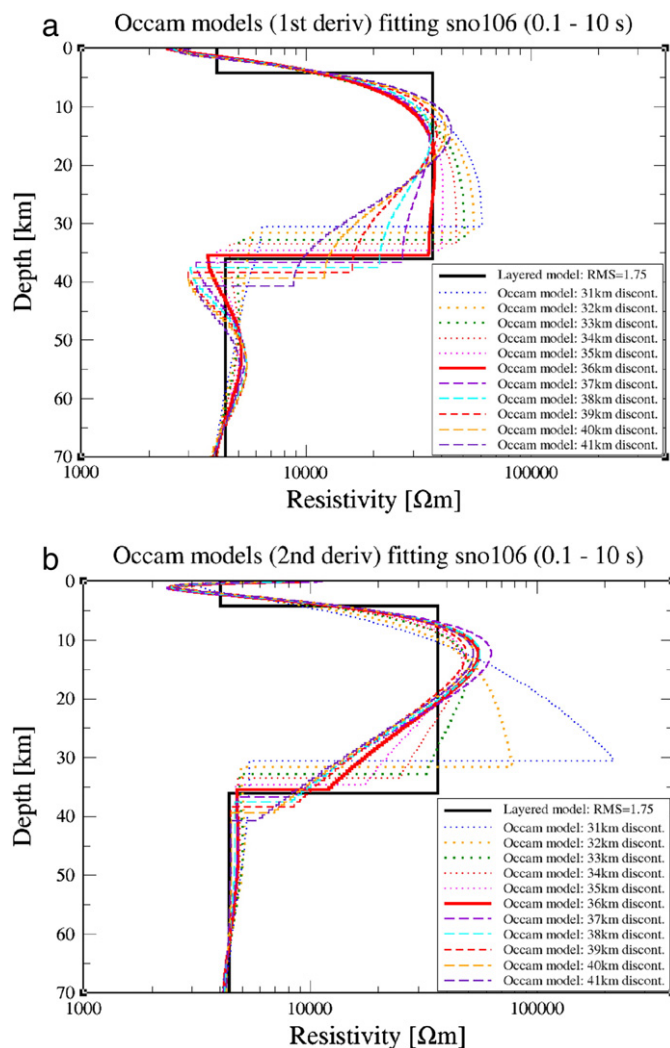 a
Occam models (1st deriv) fitting sno106 (0.1 - 10 s)
0
10
20
30
40
50
60
70
Depth [km]
Layered model: RMS=1.75
Occam model: 31km discont.
Occam model: 32km discont.
Occam model: 33km discont.
Occam model: 34km discont.
Occam model: 35km discont.
Occam model: 36km discont.
Occam model: 37km discont.
Occam model: 38km discont.
Occam model: 39km discont.
Occam model: 40km discont.
Occam model: 41km discont.
1000
10000
100000
Resistivity [Ωm]
b
Occam models (2nd deriv) fitting sno106 (0.1 - 10 s)
0
10
20
30
40
50
60
70
Depth [km]
Layered model: RMS=1.75
Occam model: 31km discont.
Occam model: 32km discont.
Occam model: 33km discont.
Occam model: 34km discont.
Occam model: 35km discont.
Occam model: 36km discont.
Occam model: 37km discont.
Occam model: 38km discont.
Occam model: 39km discont.
Occam model: 40km discont.
Occam model: 41km discont.
1000
10000
100000
Resistivity [Ωm]